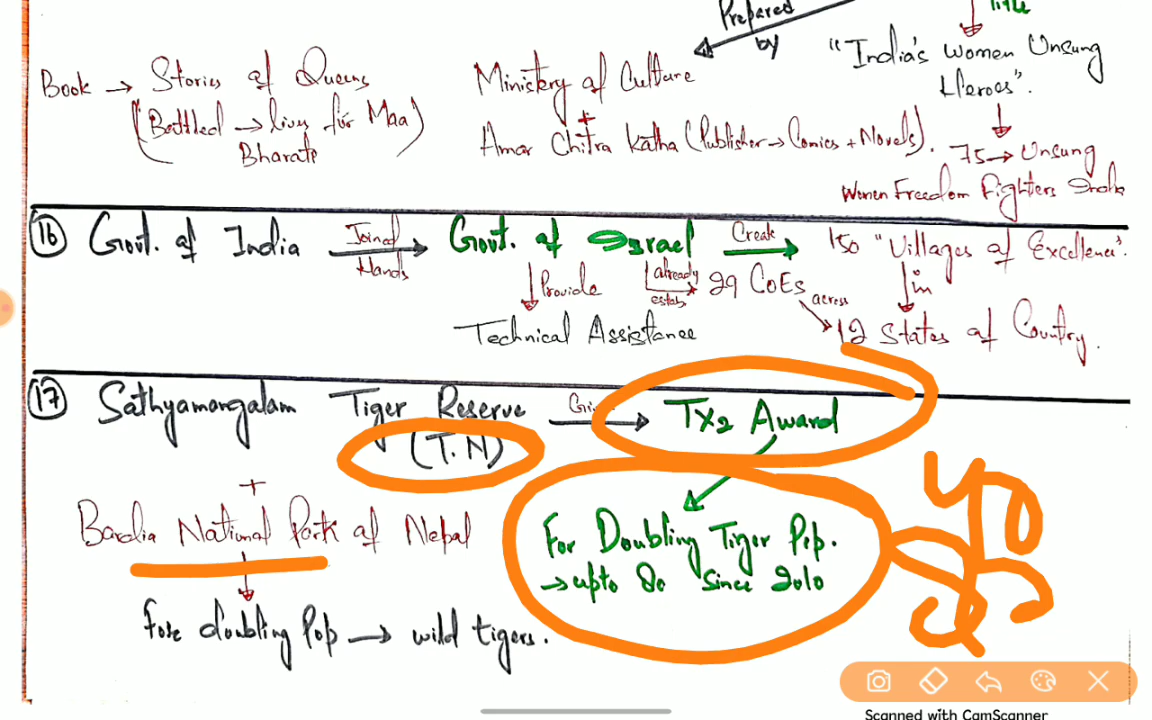 Prepared
by
Title
"India's Women Unsung
Heroes".
75 → Unsung
Women Freedom Fighters India
Book → Stories of Queens
(Battled → lives for Maa)
Bharate
Ministery of Culture
+
Amar Chitra Katha (Publisher → Comics + Novels).
16 Govt. of India Joined Hands Govt. of Israel Create 150 "Villages of Excellence".
Provide already estab. 29 CoEs across in
Technical Assistance 12 States of Country.
17 Sathyamangalam Tiger Reserve TX2 Award
(T.N)
+
Bardia National Park of Nepal
For Doubling Tiger Pop.
→ upto 80 since 2010
fore doubling Pop → wild tigers.
40
Scanned with CamScanner